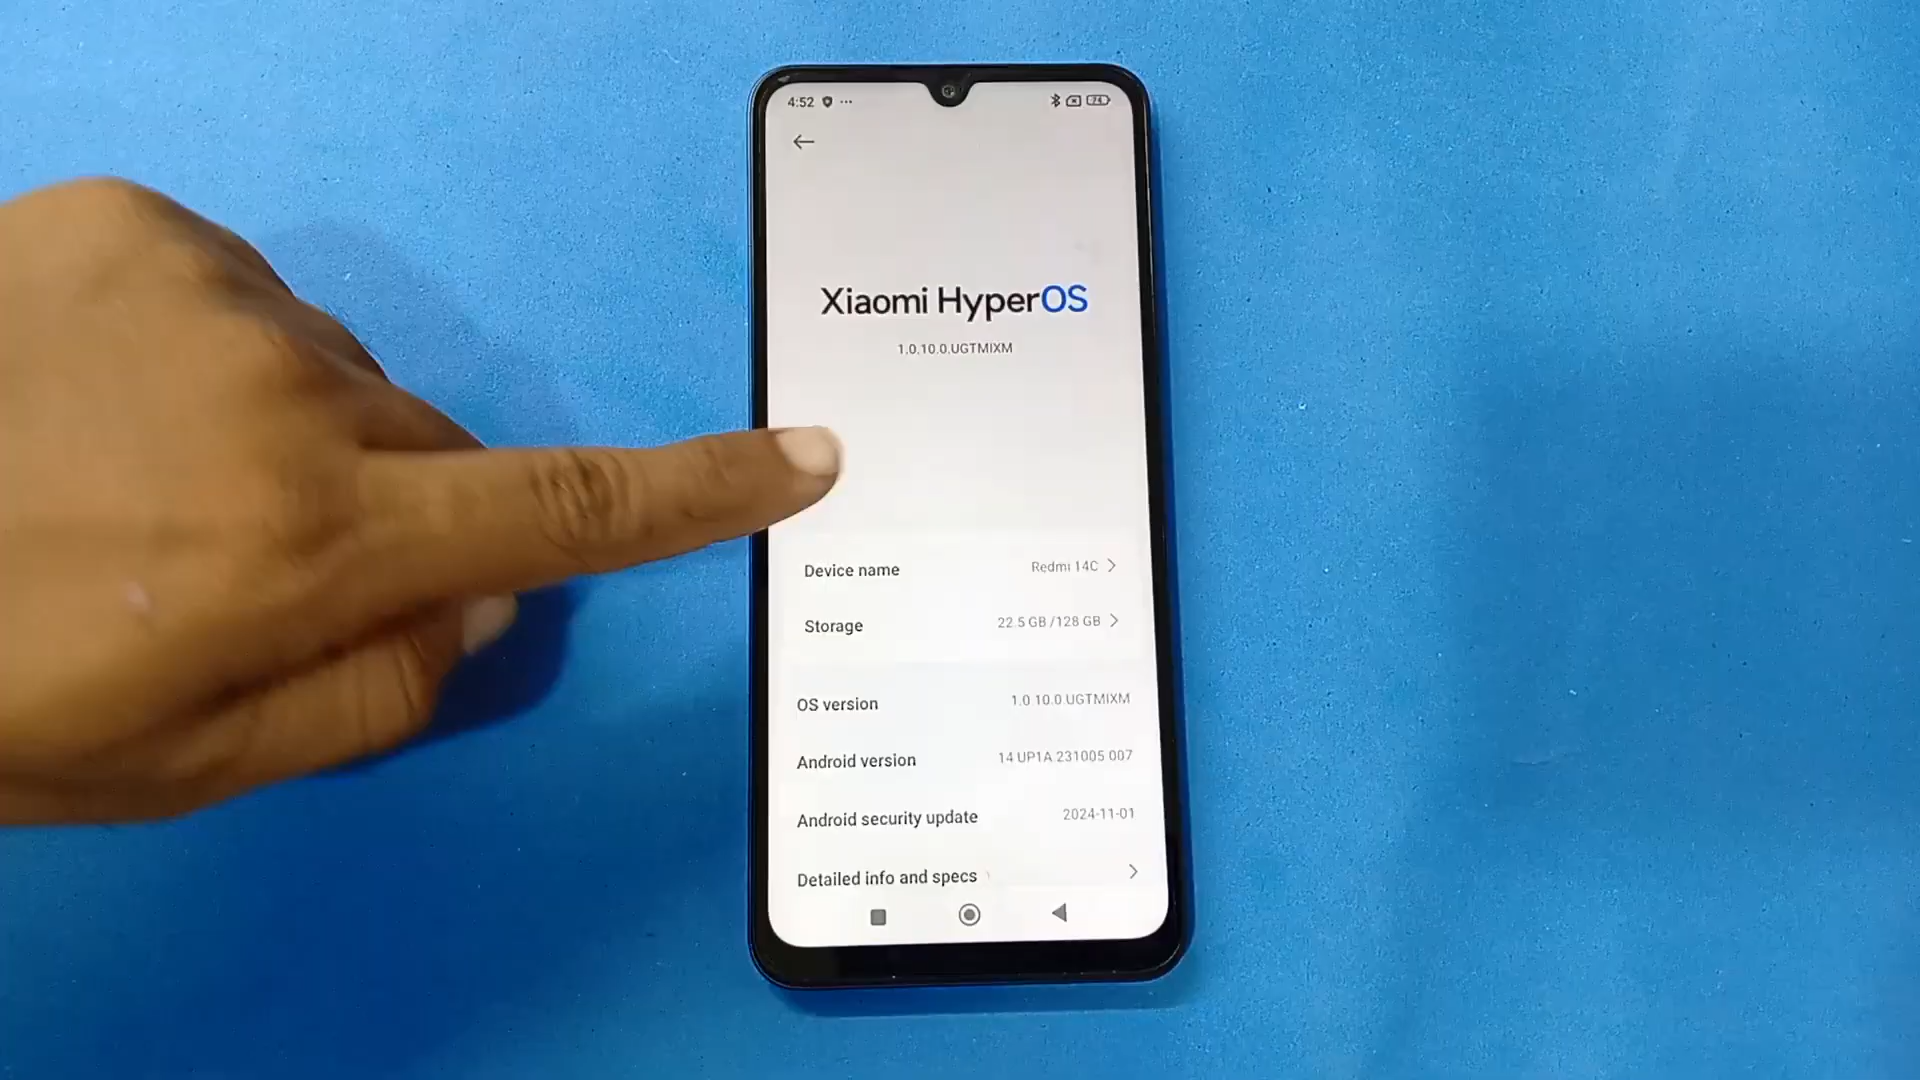 4:52 ... 74
Xiaomi HyperOS
1.0.10.0.UGTMIXM
Device name Redmi 14C
Storage 22.5 GB /128 GB
OS version 1.0 10.0 UGTMIXM
Android version 14 UP1A 231005 007
Android security update 2024-11-01
Detailed info and specs